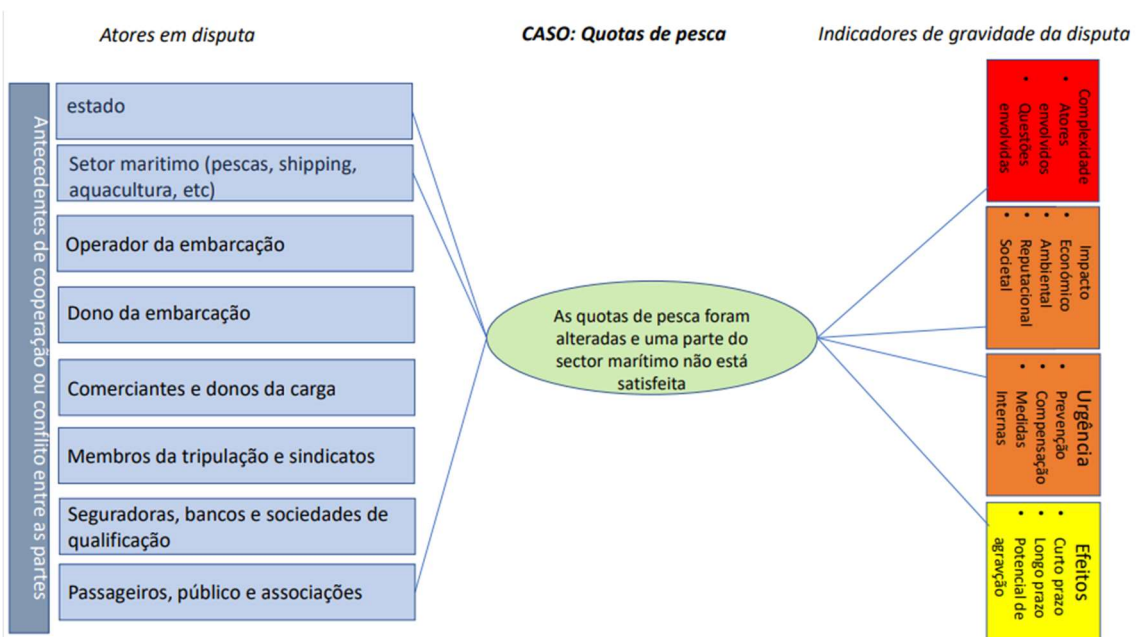 Atores em disputa
CASO: Quotas de pesca
Indicadores de gravidade da disputa
Antecedentes de cooperação ou conflito entre as partes
estado
Setor maritimo (pescas, shipping,
aquacultura, etc)
Operador da embarcação
Dono da embarcação
Comerciantes e donos da carga
Membros da tripulação e sindicatos
Seguradoras, bancos e sociedades de
qualificação
Passageiros, público e associações
As quotas de pesca foram
alteradas e uma parte do
sector marítimo não está
satisfeita
Complexidade
• Atores
envolvidos
• Questões
envolvidas
Impacto
• Económico
• Ambiental
• Reputacional
• Societal
Urgência
• Prevenção
• Compensação
• Medidas
Internas
Efeitos
• Curto prazo
• Longo prazo
• Potencial de
agravção